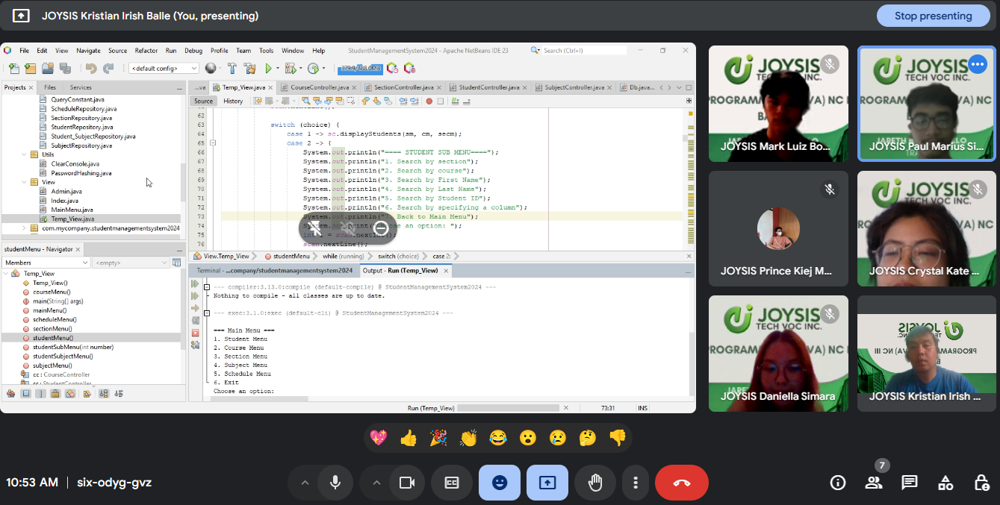 JOYSIS Kristian Irish Balle (You, presenting)
Stop presenting
File Edit View Navigate Source Refactor Run Debug Profile Team Tools Window Help
StudentManagementSystem2024 - Apache NetBeans IDE 23
Search (Ctrl+I)
<default config>
379.9/488.0MB
Projects
Files
Services
QueryConstant.java
ScheduleRepository.java
SectionRepository.java
StudentRepository.java
Student_SubjectRepository.java
SubjectRepository.java
Utils
ClearConsole.java
PasswordHashing.java
View
Admin.java
Index.java
MainMenu.java
Temp_View.java
com.mycompany.studentmanagementsystem2024
studentMenu - Navigator
Members
<empty>
Temp_View
Temp_View()
courseMenu()
main(String[] args)
mainMenu()
scheduleMenu()
sectionMenu()
studentMenu()
studentSubMenu(int number)
studentSubjectMenu()
subjectMenu()
cc : CourseController
...va
Temp_View.java
CourseController.java
SectionController.java
StudentController.java
SubjectController.java
Db.java...
Source
History
62
63 switch (choice) {
64 case 1 -> sc.displayStudents(sm, cm, secm);
65 case 2 -> {
66 System.out.println("==== STUDENT SUB MENU====");
67 System.out.println("1. Search by section");
68 System.out.println("2. Search by course");
69 System.out.println("3. Search by First Name");
70 System.out.println("4. Search by Last Name");
71 System.out.println("5. Search by Student ID");
72 System.out.println("6. Search by specifying a column");
73 System.out.println("7. Back to Main Menu");
74 an option: ");
75
76 scan.nextLine();
View.Temp_View
studentMenu
while (running)
switch (choice)
case 2:
Terminal - ...company/studentmanagementsystem2024
Output - Run (Temp_View)
--- compiler:3.13.0:compile (default-compile) @ StudentManagementSystem2024 ---
Nothing to compile - all classes are up to date.
--- exec:3.1.0:exec (default-cli) @ StudentManagementSystem2024 ---
=== Main Menu ===
1. Student Menu
2. Course Menu
3. Section Menu
4. Subject Menu
5. Schedule Menu
6. Exit
Choose an option:
Run (Temp_View)
73:31
INS
JOYSIS
TECH VOC INC.
JOYSIS Mark Luiz Bo...
JOYSIS
TECH VOC INC.
JOYSIS Paul Marius Si...
JOYSIS Prince Kiej M...
JOYSIS
JOYSIS Crystal Kate ...
JOYSIS
TECH VOC INC.
JOYSIS Daniella Simara
JOYSIS
JOYSIS Kristian Irish ...
10:53 AM
six-odyg-gvz
7